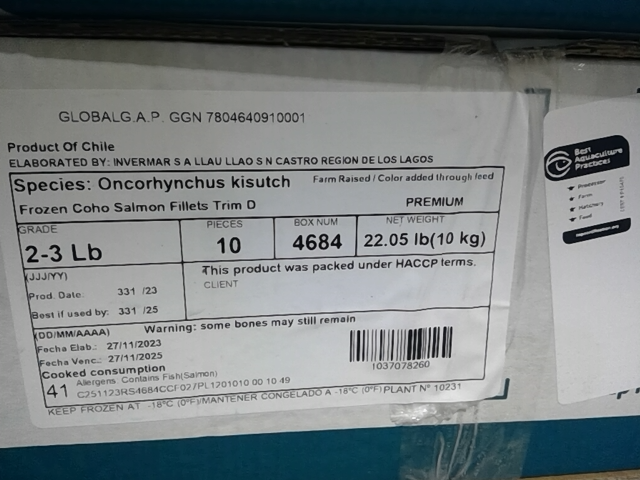 GLOBALG.A.P. GGN 7804640910001
Product Of Chile
ELABORATED BY: INVERMAR S A LLAU LLAO S N CASTRO REGION DE LOS LAGOS
Species: Oncorhynchus kisutch Farm Raised / Color added through feed
Frozen Coho Salmon Fillets Trim D PREMIUM
GRADE PIECES BOX NUM NET WEIGHT
2-3 Lb 10 4684 22.05 lb(10 kg)
(JJJ/YY) This product was packed under HACCP terms.
CLIENT
Prod. Date: 331 /23
Best if used by: 331 /25
(DD/MM/AAAA) Warning: some bones may still remain
Fecha Elab.: 27/11/2023
Fecha Venc.: 27/11/2025
1037078260
Cooked consumption
41 Allergens Contains Fish(Salmon)
KEEP FROZEN AT -18°C (0°F)/MANTENER CONGELADO A -18°C (0°F) PLANT N° 10231
Best
Aquaculture
Practices
Processor
Farm
Hatchery
Feed